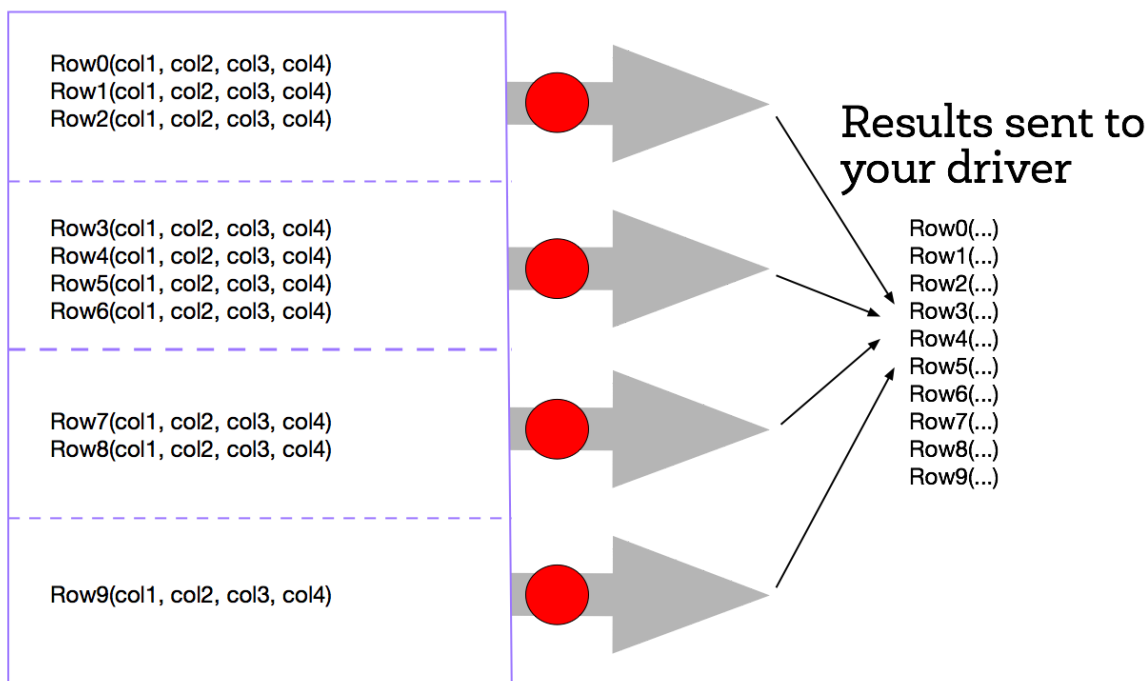 Row0(col1, col2, col3, col4)
Row1(col1, col2, col3, col4)
Row2(col1, col2, col3, col4)
Row3(col1, col2, col3, col4)
Row4(col1, col2, col3, col4)
Row5(col1, col2, col3, col4)
Row6(col1, col2, col3, col4)
Row7(col1, col2, col3, col4)
Row8(col1, col2, col3, col4)
Row9(col1, col2, col3, col4)
Results sent to
your driver
Row0(...)
Row1(...)
Row2(...)
Row3(...)
Row4(...)
Row5(...)
Row6(...)
Row7(...)
Row8(...)
Row9(...)